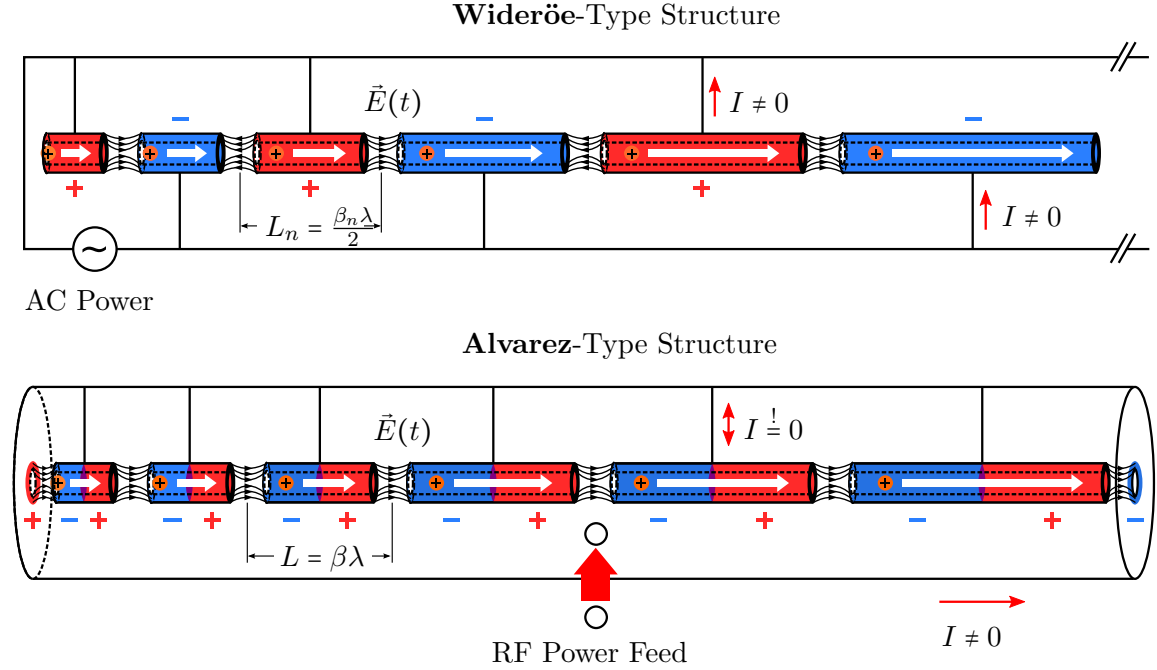 Wideröe-Type Structure
E⃗(t)
I ≠ 0
− − −
+ + + + + +
+ + +
L_n = β_nλ/2
I ≠ 0
~
AC Power
Alvarez-Type Structure
E⃗(t)
I =! 0
+ + + + + +
+ − + − + − + − + − + − + −
L = βλ
I ≠ 0
RF Power Feed